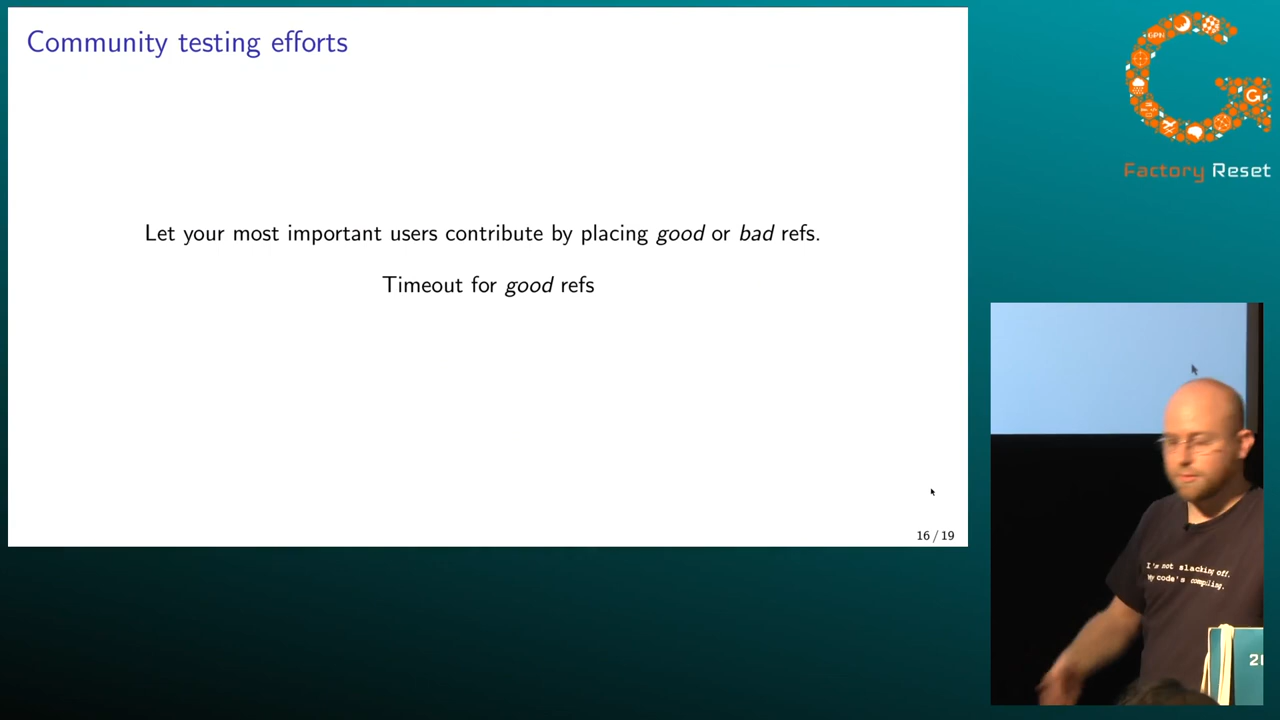 Community testing efforts
Let your most important users contribute by placing good or bad refs.
Timeout for good refs
16 / 19
GPN
G
Factory Reset
I'm not slacking off.
My code's compiling.